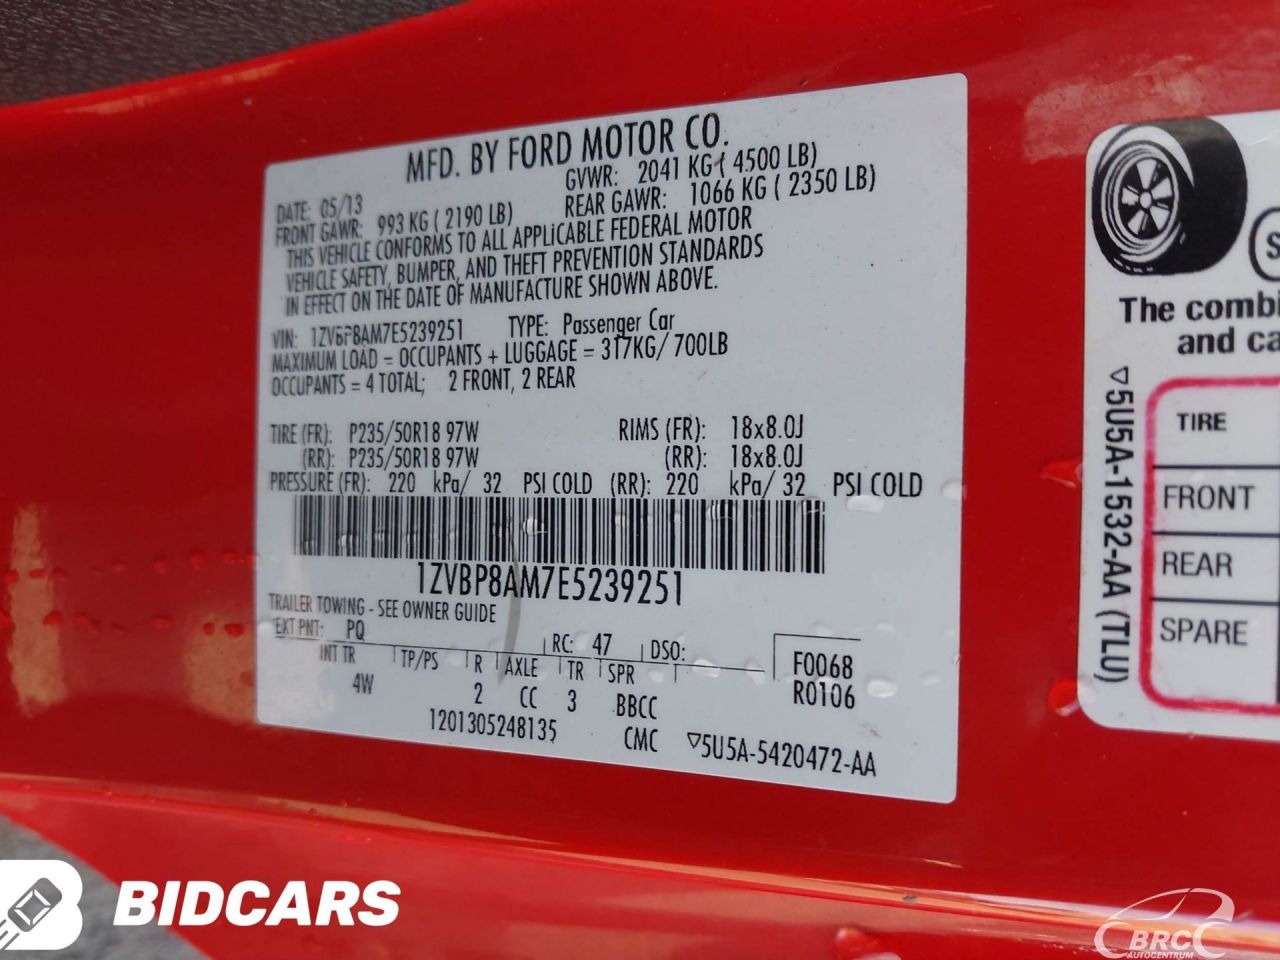 MFD. BY FORD MOTOR CO.
DATE: 05/13
GVWR: 2041 KG ( 4500 LB)
FRONT GAWR: 993 KG ( 2190 LB)
REAR GAWR: 1066 KG ( 2350 LB)
THIS VEHICLE CONFORMS TO ALL APPLICABLE FEDERAL MOTOR
VEHICLE SAFETY, BUMPER, AND THEFT PREVENTION STANDARDS
IN EFFECT ON THE DATE OF MANUFACTURE SHOWN ABOVE.
VIN: 1ZVBP8AM7E5239251 TYPE: Passenger Car
MAXIMUM LOAD = OCCUPANTS + LUGGAGE = 317KG/ 700LB
OCCUPANTS = 4 TOTAL; 2 FRONT, 2 REAR
TIRE (FR): P235/50R18 97W RIMS (FR): 18x8.0J
(RR): P235/50R18 97W (RR): 18x8.0J
PRESSURE (FR): 220 kPa/ 32 PSI COLD (RR): 220 kPa/ 32 PSI COLD
1ZVBP8AM7E5239251
TRAILER TOWING - SEE OWNER GUIDE
EXT PNT: PQ RC: 47 DSO:
INT TR TP/PS R AXLE TR SPR
4W 2 CC 3 BBCC
F0068
R0106
1201305248135 CMC ▽5U5A-5420472-AA
The combi
and ca
▽5U5A-1532-AA (TLU)
TIRE
FRONT
REAR
SPARE
BIDCARS
BRC
AUTOCENTRUM